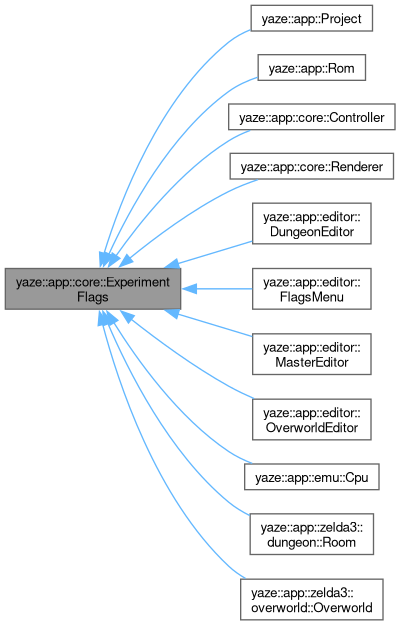 yaze::app::Project
yaze::app::Rom
yaze::app::core::Controller
yaze::app::core::Renderer
yaze::app::editor::
DungeonEditor
yaze::app::core::Experiment
Flags
yaze::app::editor::
FlagsMenu
yaze::app::editor::
MasterEditor
yaze::app::editor::
OverworldEditor
yaze::app::emu::Cpu
yaze::app::zelda3::
dungeon::Room
yaze::app::zelda3::
overworld::Overworld